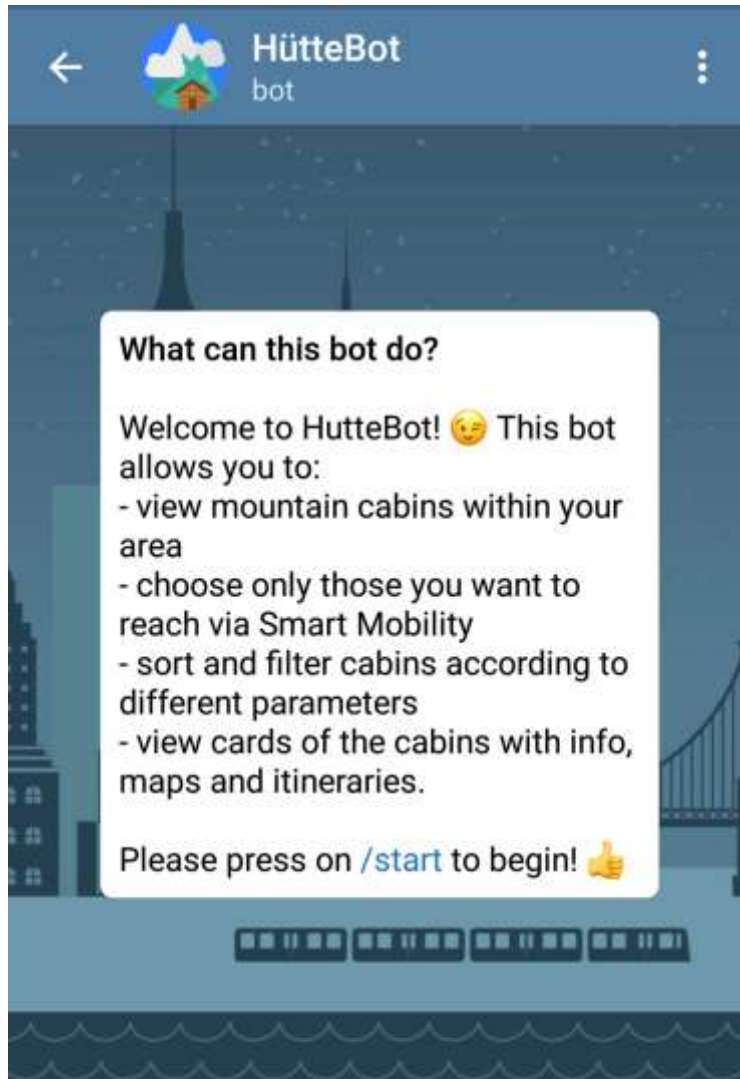 HütteBot
bot
What can this bot do?
Welcome to HutteBot! 😉 This bot
allows you to:
- view mountain cabins within your
area
- choose only those you want to
reach via Smart Mobility
- sort and filter cabins according to
different parameters
- view cards of the cabins with info,
maps and itineraries.
Please press on /start to begin! 👍